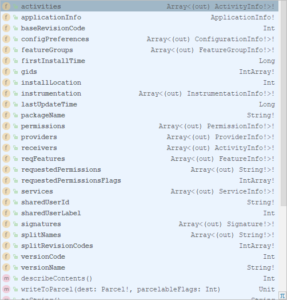 activities Array<(out) ActivityInfo!>!
applicationInfo ApplicationInfo!
baseRevisionCode Int
configPreferences Array<(out) ConfigurationInfo!>!
featureGroups Array<(out) FeatureGroupInfo!>!
firstInstallTime Long
gids IntArray!
installLocation Int
instrumentation Array<(out) InstrumentationInfo!>!
lastUpdateTime Long
packageName String!
permissions Array<(out) PermissionInfo!>!
providers Array<(out) ProviderInfo!>!
receivers Array<(out) ActivityInfo!>!
reqFeatures Array<(out) FeatureInfo!>!
requestedPermissions Array<(out) String!>!
requestedPermissionsFlags IntArray!
services Array<(out) ServiceInfo!>!
sharedUserId String!
sharedUserLabel Int
signatures Array<(out) Signature!>!
splitNames Array<(out) String!>!
splitRevisionCodes IntArray!
versionCode Int
versionName String!
describeContents() Int
writeToParcel(dest: Parcel!, parcelableFlags: Int) Unit